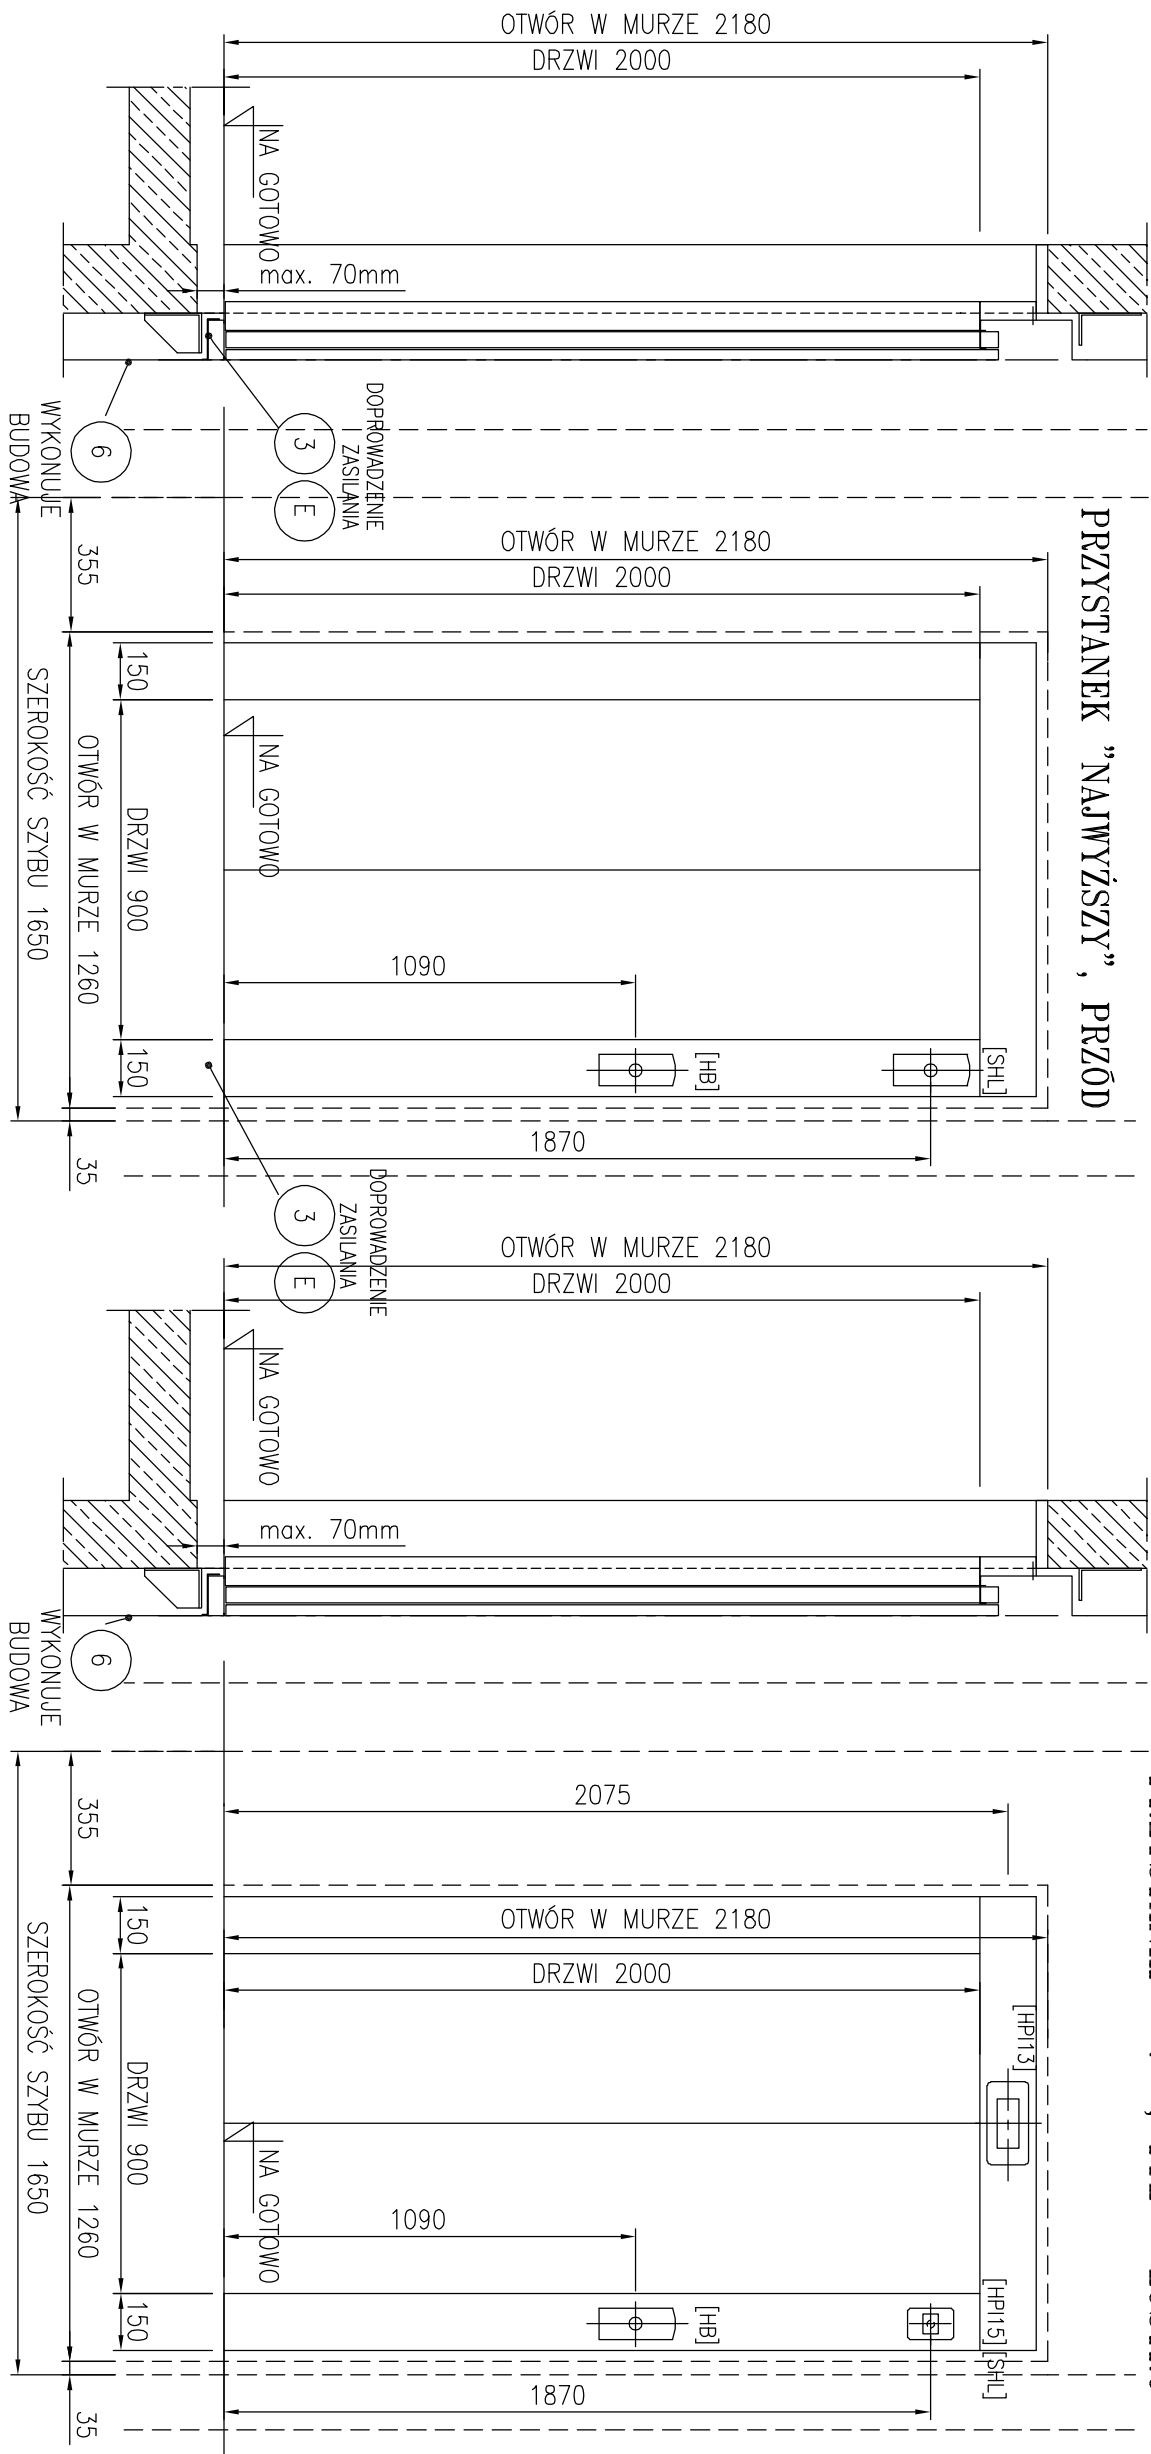 OTWÓR W MURZE 2180
DRZWI 2000
NA GOTOWO
max. 70mm
DOPROWADZENIE
ZASILANIA
3
E
6
WYKONUJE
BUDOWA
PRZYSTANEK "NAJWYŻSZY", PRZÓD
OTWÓR W MURZE 2180
DRZWI 2000
355
150
NA GOTOWO
DRZWI 900
OTWÓR W MURZE 1260
SZEROKOŚĆ SZYBU 1650
1090
[HB]
[SHL]
150
1870
35
DOPROWADZENIE
ZASILANIA
3
E
OTWÓR W MURZE 2180
DRZWI 2000
NA GOTOWO
max. 70mm
6
WYKONUJE
BUDOWA
2075
355
OTWÓR W MURZE 2180
DRZWI 2000
150
[HPI13]
NA GOTOWO
DRZWI 900
OTWÓR W MURZE 1260
SZEROKOŚĆ SZYBU 1650
1090
[HB]
[HPI15][SHL]
150
1870
35